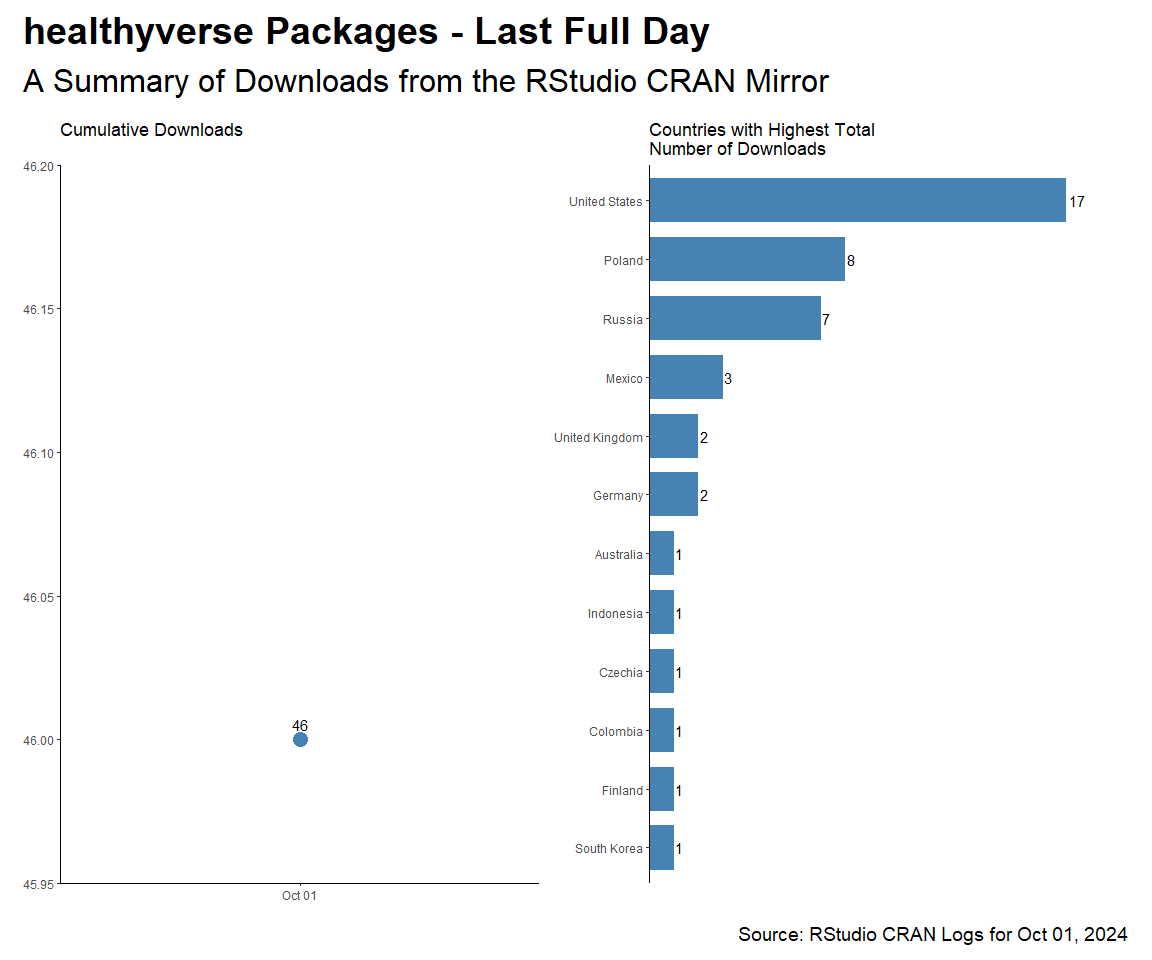 healthyverse Packages - Last Full Day
A Summary of Downloads from the RStudio CRAN Mirror
Cumulative Downloads
46.20
46.15
46.10
46.05
46.00
45.95
46
Oct 01
Countries with Highest Total
Number of Downloads
United States 17
Poland 8
Russia 7
Mexico 3
United Kingdom 2
Germany 2
Australia 1
Indonesia 1
Czechia 1
Colombia 1
Finland 1
South Korea 1
Source: RStudio CRAN Logs for Oct 01, 2024